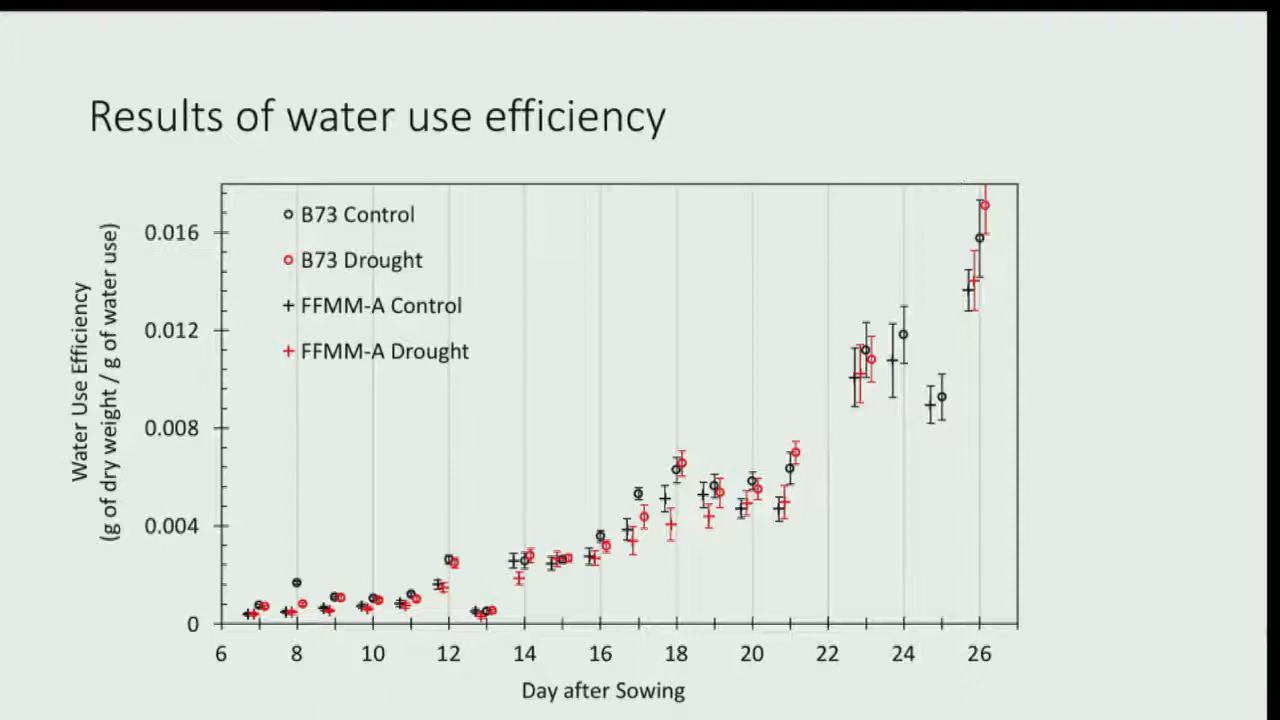 Results of water use efficiency
B73 Control
B73 Drought
FFMM-A Control
FFMM-A Drought
Water Use Efficiency
(g of dry weight / g of water use)
0.016
0.012
0.008
0.004
0
6 8 10 12 14 16 18 20 22 24 26
Day after Sowing